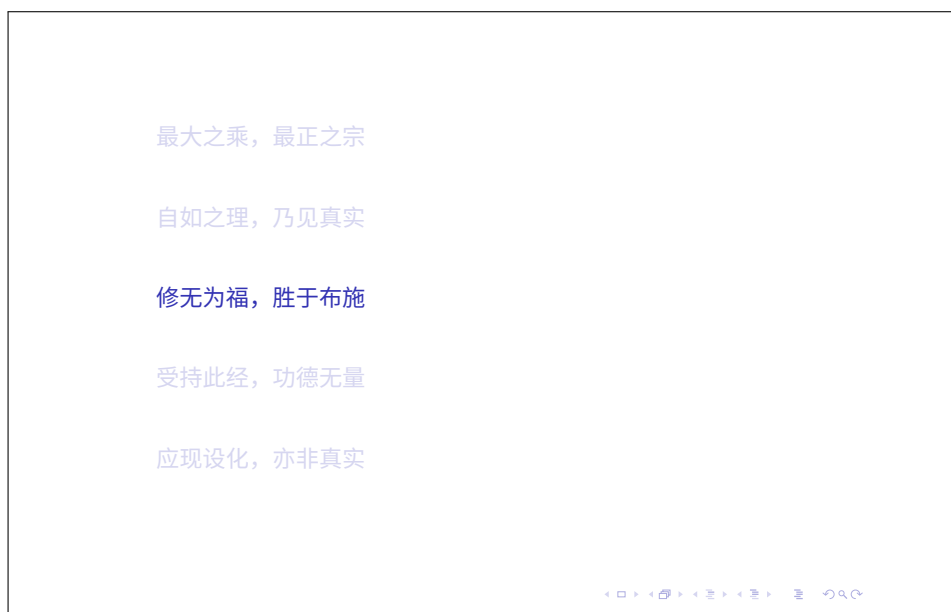 最大之乘，最正之宗
自如之理，乃见真实
修无为福，胜于布施
受持此经，功德无量
应现设化，亦非真实